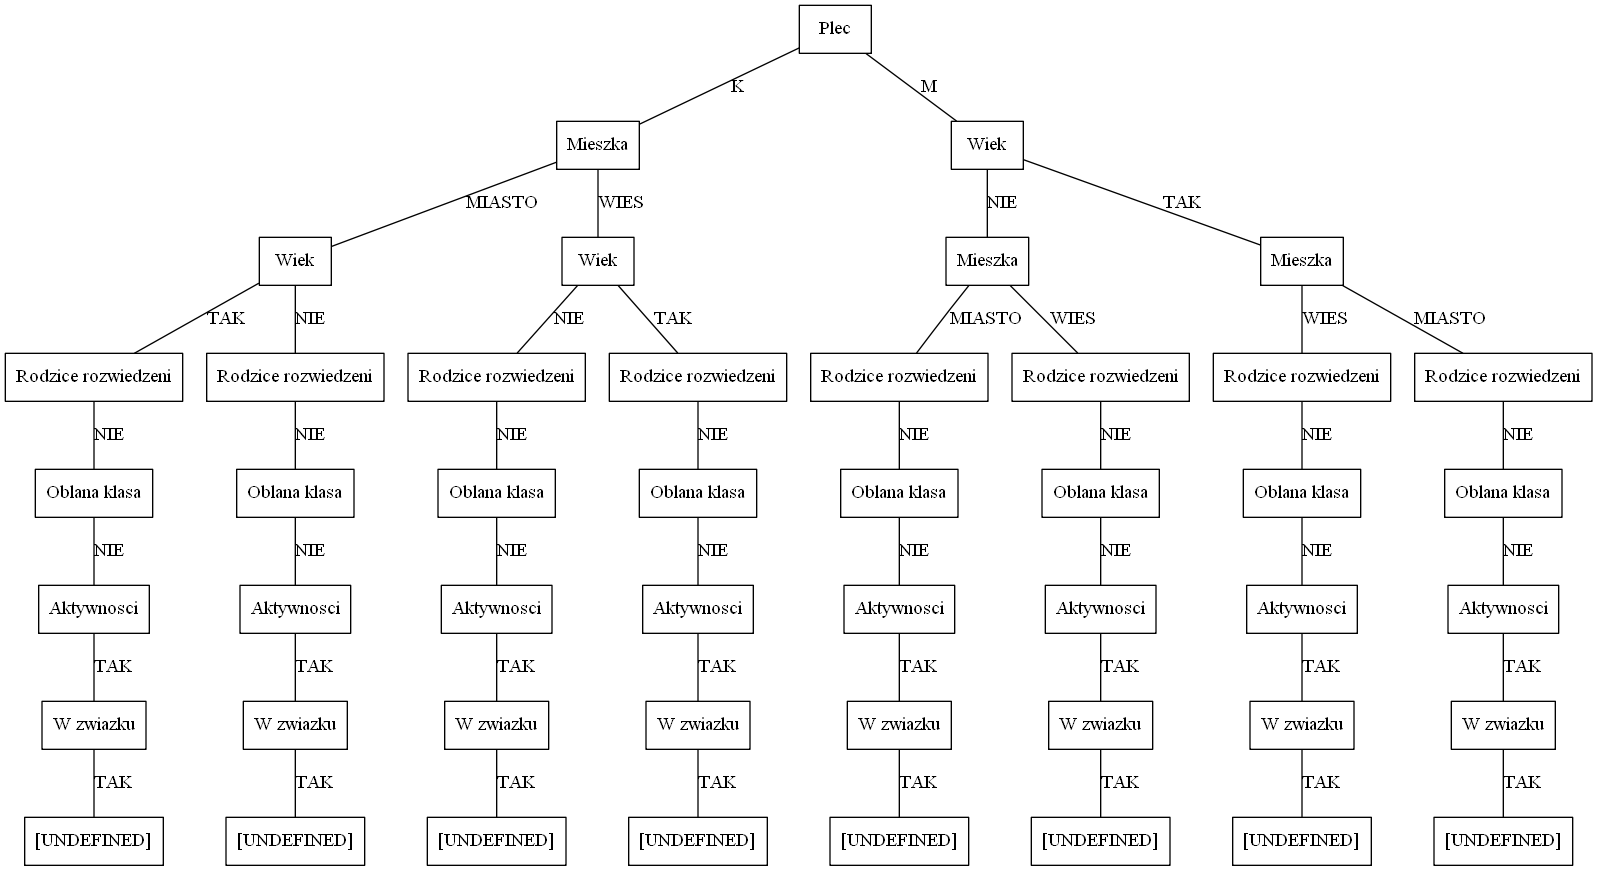 Plec
K M
Mieszka Wiek
MIASTO WIES NIE TAK
Wiek Wiek Mieszka Mieszka
TAK NIE NIE TAK MIASTO WIES WIES MIASTO
Rodzice rozwiedzeni Rodzice rozwiedzeni Rodzice rozwiedzeni Rodzice rozwiedzeni Rodzice rozwiedzeni Rodzice rozwiedzeni Rodzice rozwiedzeni Rodzice rozwiedzeni
NIE NIE NIE NIE NIE NIE NIE NIE
Oblana klasa Oblana klasa Oblana klasa Oblana klasa Oblana klasa Oblana klasa Oblana klasa Oblana klasa
NIE NIE NIE NIE NIE NIE NIE NIE
Aktywnosci Aktywnosci Aktywnosci Aktywnosci Aktywnosci Aktywnosci Aktywnosci Aktywnosci
TAK TAK TAK TAK TAK TAK TAK TAK
W zwiazku W zwiazku W zwiazku W zwiazku W zwiazku W zwiazku W zwiazku W zwiazku
TAK TAK TAK TAK TAK TAK TAK TAK
[UNDEFINED] [UNDEFINED] [UNDEFINED] [UNDEFINED] [UNDEFINED] [UNDEFINED] [UNDEFINED] [UNDEFINED]